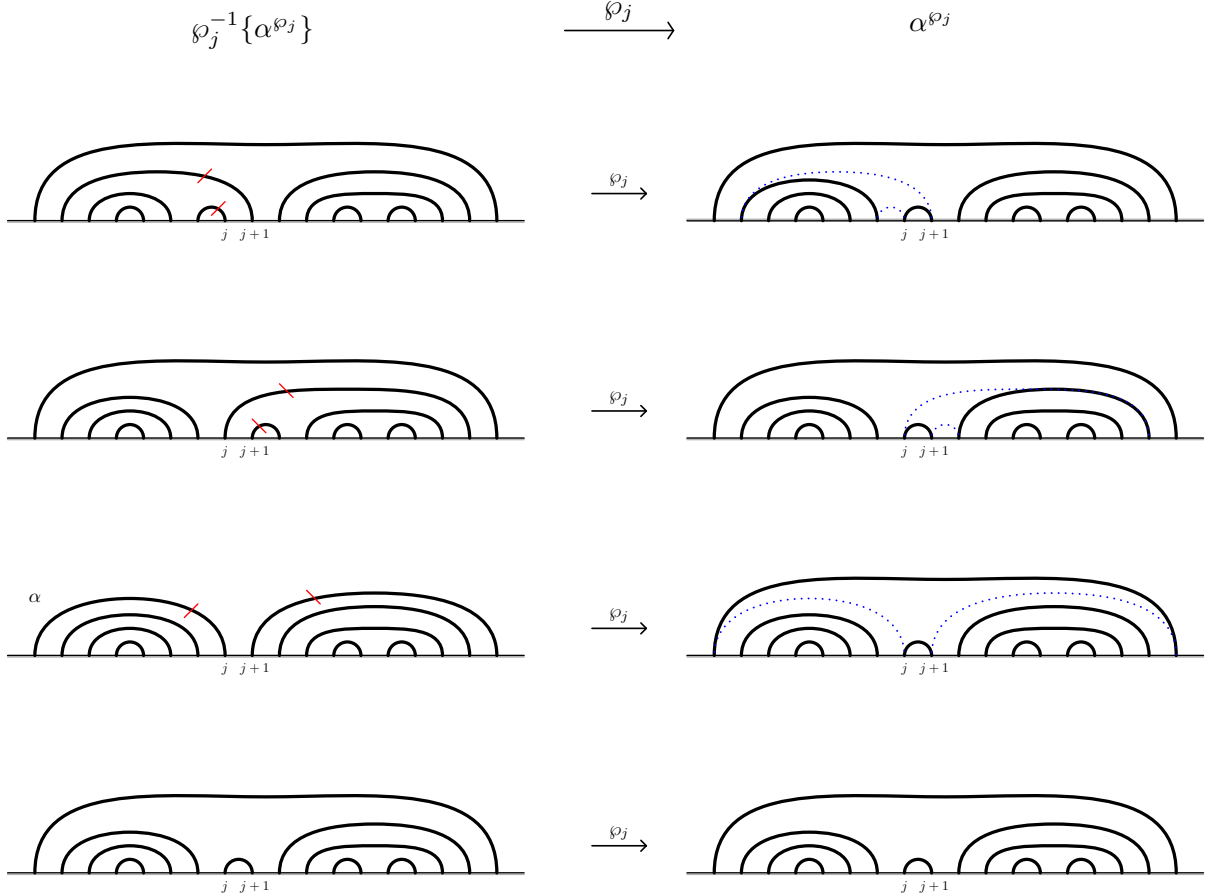 ℘_j^{-1}{α^{℘_j}} ℘_j α^{℘_j}
℘_j
j j + 1 j j + 1
℘_j
j j + 1 j j + 1
α
℘_j
j j + 1 j j + 1
℘_j
j j + 1 j j + 1